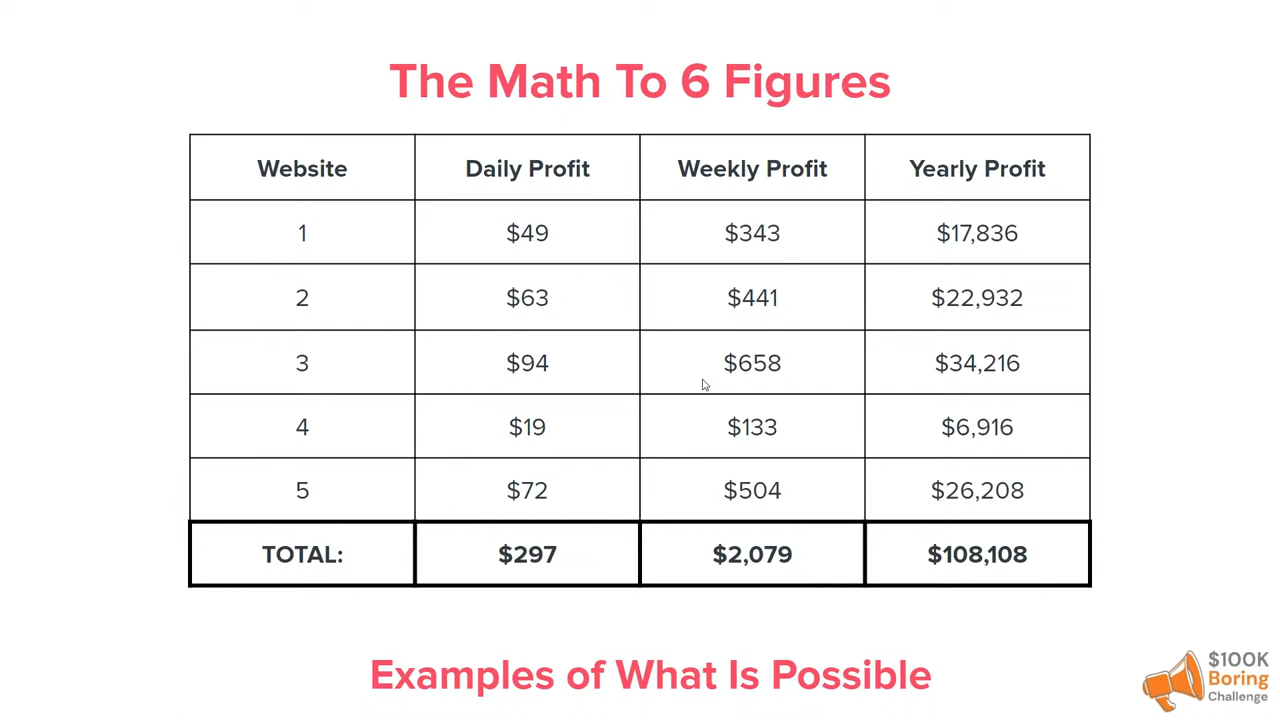 The Math To 6 Figures
Website Daily Profit Weekly Profit Yearly Profit
1 $49 $343 $17,836
2 $63 $441 $22,932
3 $94 $658 $34,216
4 $19 $133 $6,916
5 $72 $504 $26,208
TOTAL: $297 $2,079 $108,108
Examples of What Is Possible
$100K
Boring
Challenge